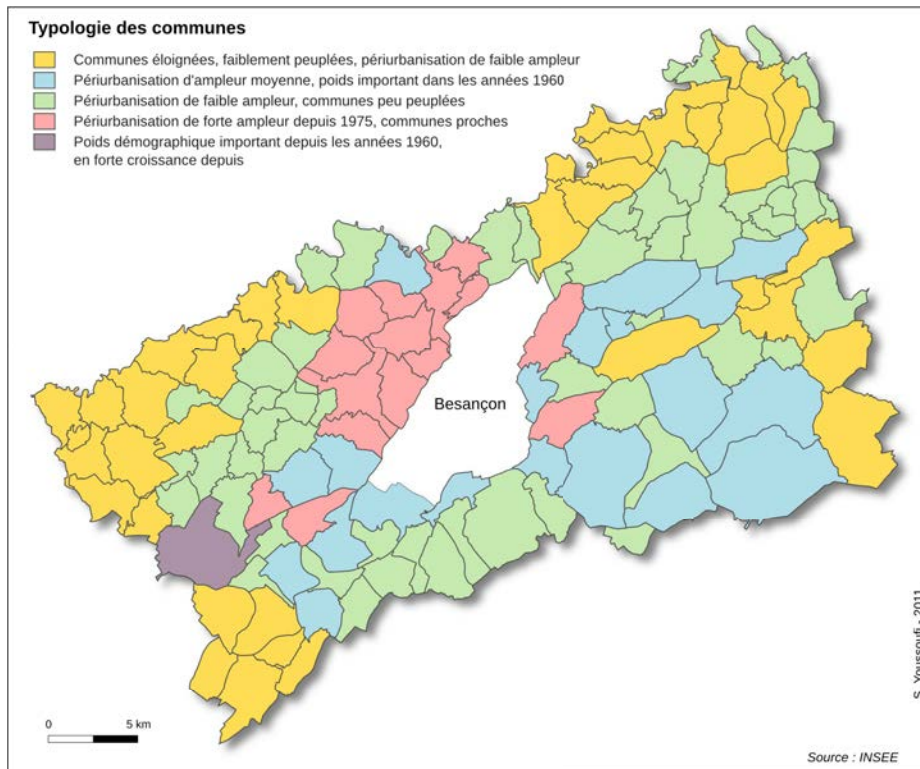 Typologie des communes
Communes éloignées, faiblement peuplées, périurbanisation de faible ampleur
Périurbanisation d'ampleur moyenne, poids important dans les années 1960
Périurbanisation de faible ampleur, communes peu peuplées
Périurbanisation de forte ampleur depuis 1975, communes proches
Poids démographique important depuis les années 1960,
en forte croissance depuis
Besançon
S. Youssoufi - 2011
0 5 km
Source : INSEE